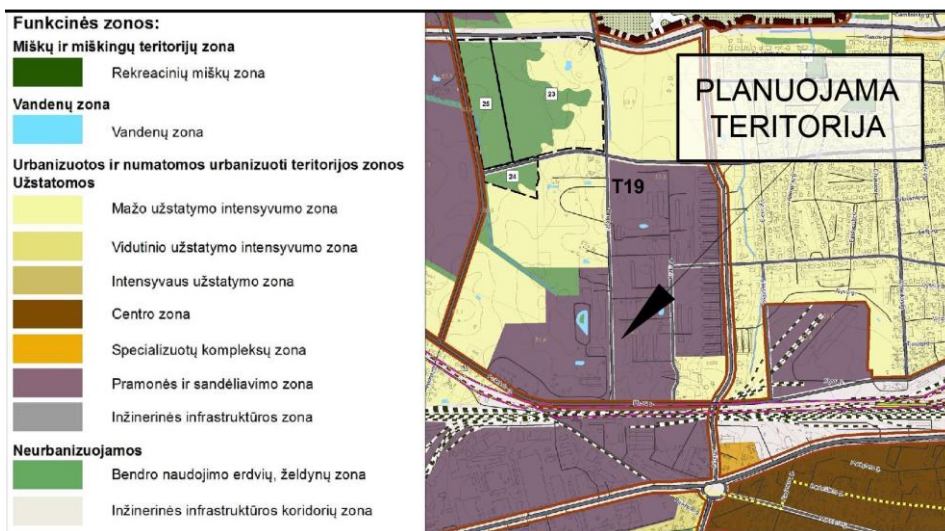 Funkcinės zonos:
Miškų ir miškingų teritorijų zona
Rekreacinių miškų zona
Vandenų zona
Vandenų zona
Urbanizuotos ir numatomos urbanizuoti teritorijos zonos
Užstatomos
Mažo užstatymo intensyvumo zona
Vidutinio užstatymo intensyvumo zona
Intensyvaus užstatymo zona
Centro zona
Specializuotų kompleksų zona
Pramonės ir sandėliavimo zona
Inžinerinės infrastruktūros zona
Neurbanizuojamos
Bendro naudojimo erdvių, želdynų zona
Inžinerinės infrastruktūros koridorių zona
PLANUOJAMA
TERITORIJA
25
23
24
T19